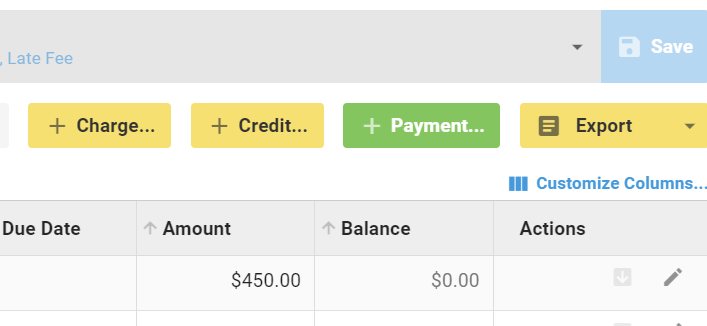 , Late Fee
Save
Charge...
Credit...
Payment...
Export
Customize Columns...
Due Date
Amount
Balance
Actions
$450.00
$0.00